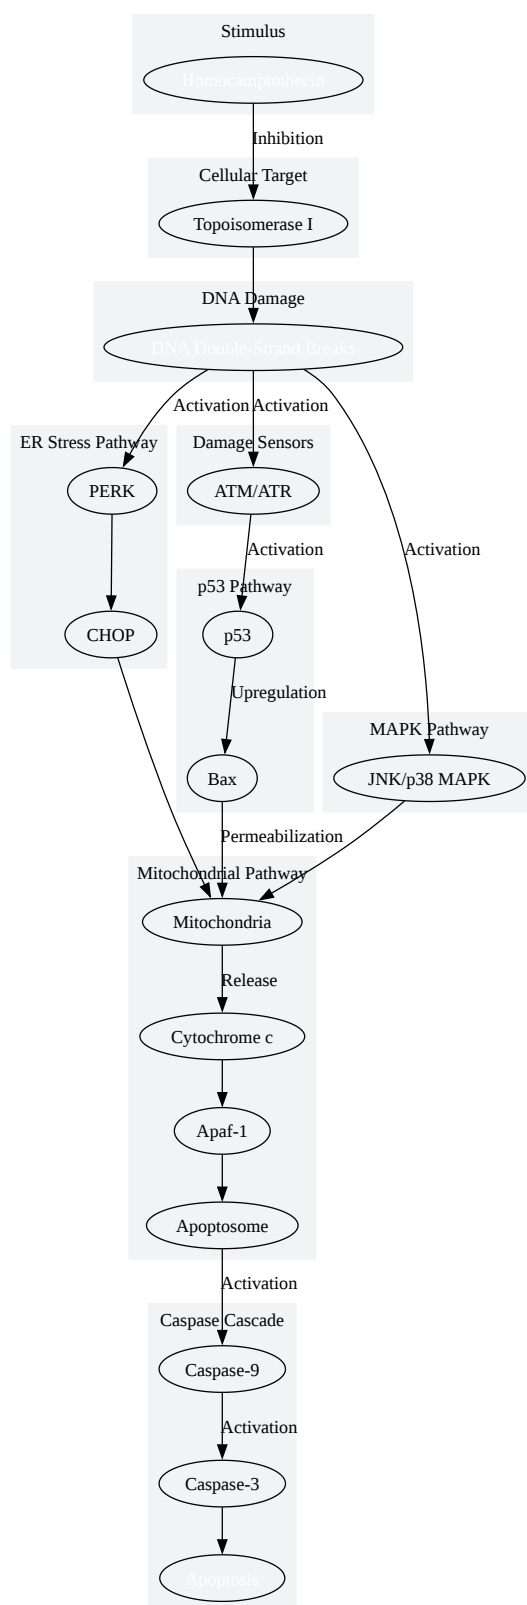 Stimulus
Homocamptothecin
Inhibition
Cellular Target
Topoisomerase I
DNA Damage
DNA Double-Strand Breaks
Activation
Activation
ER Stress Pathway
Damage Sensors
PERK
ATM/ATR
Activation
Activation
p53 Pathway
CHOP
p53
Upregulation
MAPK Pathway
Bax
JNK/p38 MAPK
Permeabilization
Mitochondrial Pathway
Mitochondria
Release
Cytochrome c
Apaf-1
Apoptosome
Activation
Caspase Cascade
Caspase-9
Activation
Caspase-3
Apoptosis